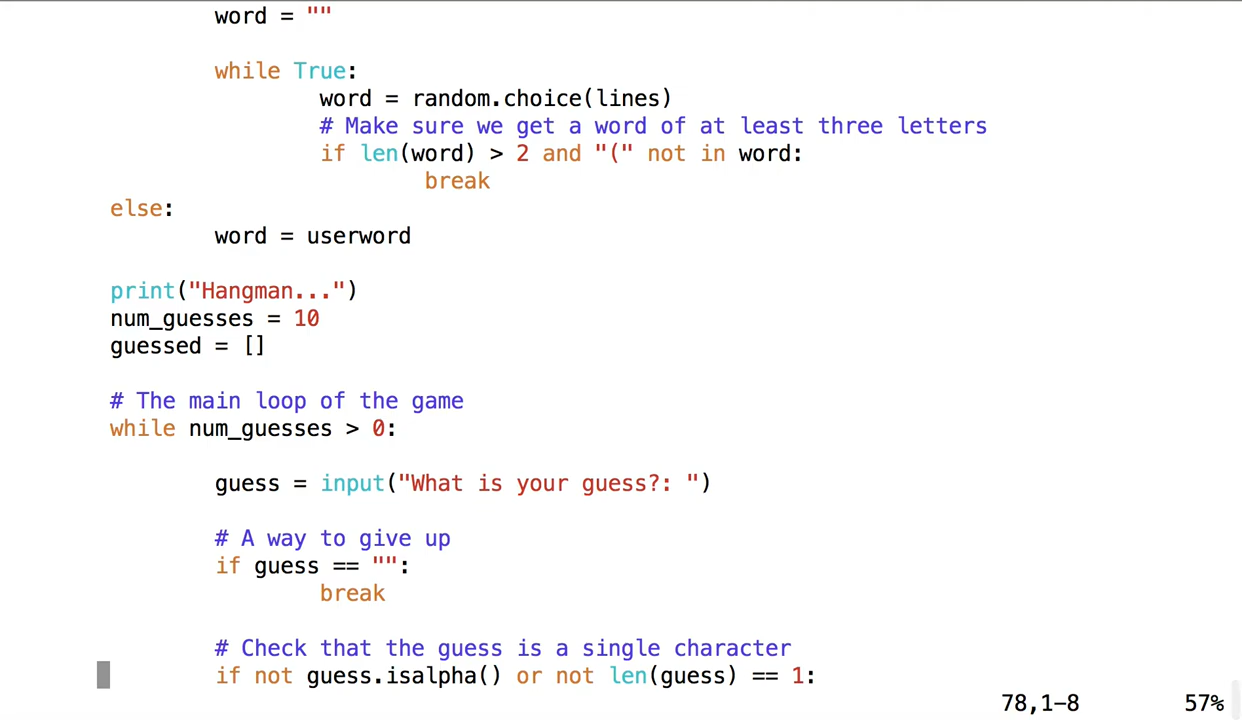 word = ""
while True:
word = random.choice(lines)
# Make sure we get a word of at least three letters
if len(word) > 2 and "(" not in word:
break
else:
word = userword
print("Hangman...")
num_guesses = 10
guessed = []
# The main loop of the game
while num_guesses > 0:
guess = input("What is your guess?: ")
# A way to give up
if guess == "":
break
# Check that the guess is a single character
if not guess.isalpha() or not len(guess) == 1:
78,1-8 57%